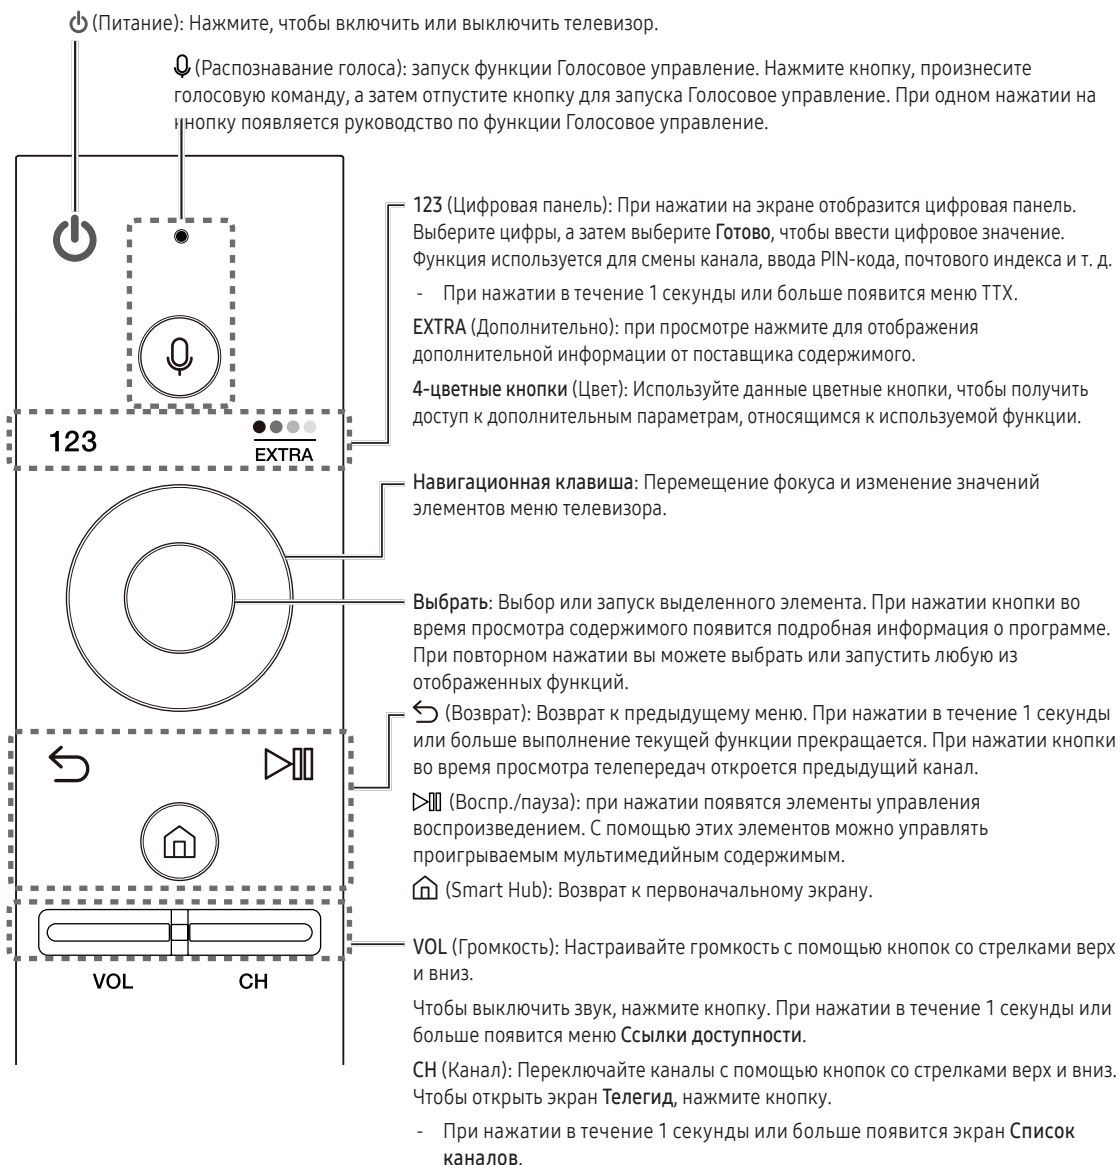 (Питание): Нажмите, чтобы включить или выключить телевизор.
(Распознавание голоса): запуск функции Голосовое управление. Нажмите кнопку, произнесите
голосовую команду, а затем отпустите кнопку для запуска Голосовое управление. При одном нажатии на
кнопку появляется руководство по функции Голосовое управление.
123 (Цифровая панель): При нажатии на экране отобразится цифровая панель.
Выберите цифры, а затем выберите Готово, чтобы ввести цифровое значение.
Функция используется для смены канала, ввода PIN-кода, почтового индекса и т. д.
- При нажатии в течение 1 секунды или больше появится меню TTX.
EXTRA (Дополнительно): при просмотре нажмите для отображения
дополнительной информации от поставщика содержимого.
4-цветные кнопки (Цвет): Используйте данные цветные кнопки, чтобы получить
доступ к дополнительным параметрам, относящимся к используемой функции.
123
EXTRA
Навигационная клавиша: Перемещение фокуса и изменение значений
элементов меню телевизора.
Выбрать: Выбор или запуск выделенного элемента. При нажатии кнопки во
время просмотра содержимого появится подробная информация о программе.
При повторном нажатии вы можете выбрать или запустить любую из
отображенных функций.
(Возврат): Возврат к предыдущему меню. При нажатии в течение 1 секунды
или больше выполнение текущей функции прекращается. При нажатии кнопки
во время просмотра телепередач откроется предыдущий канал.
(Воспр./пауза): при нажатии появятся элементы управления
воспроизведением. С помощью этих элементов можно управлять
проигрываемым мультимедийным содержимым.
(Smart Hub): Возврат к первоначальному экрану.
VOL
CH
VOL (Громкость): Настраивайте громкость с помощью кнопок со стрелками верх
и вниз.
Чтобы выключить звук, нажмите кнопку. При нажатии в течение 1 секунды или
больше появится меню Ссылки доступности.
CH (Канал): Переключайте каналы с помощью кнопок со стрелками верх и вниз.
Чтобы открыть экран Телегид, нажмите кнопку.
- При нажатии в течение 1 секунды или больше появится экран Список
каналов.